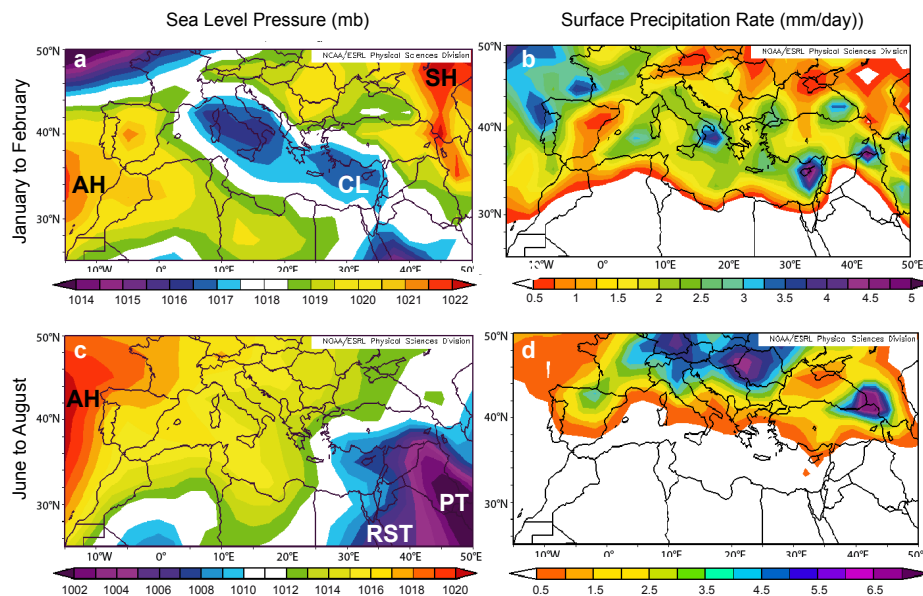 Sea Level Pressure (mb)
Surface Precipitation Rate (mm/day))
January to February
50°N
40°N
30°N
a
NCAA/ESRL Physical Sciences Division
SH
AH
CL
10°W 0° 10°E 20°E 30°E 40°E 50°
1014 1015 1016 1017 1018 1019 1020 1021 1022
50°N
40°N
30°N
b
NOAA/ESRL Physical Sciences Division
10°W 0° 10°E 20°E 30°E 40°E 50°
0.5 1 1.5 2 2.5 3 3.5 4 4.5 5
June to August
50°N
40°N
30°N
c
NOAA/ESRL Physical Sciences Division
AH
PT
RST
10°W 0° 10°E 20°E 30°E 40°E 50°E
1002 1004 1006 1008 1010 1012 1014 1016 1018 1020
50°N
40°N
30°N
d
NOAA/ESRL Physical Sciences Division
10°W 0° 10°E 20°E 30°E 40°E 50°E
0.5 1.5 2.5 3.5 4.5 5.5 6.5